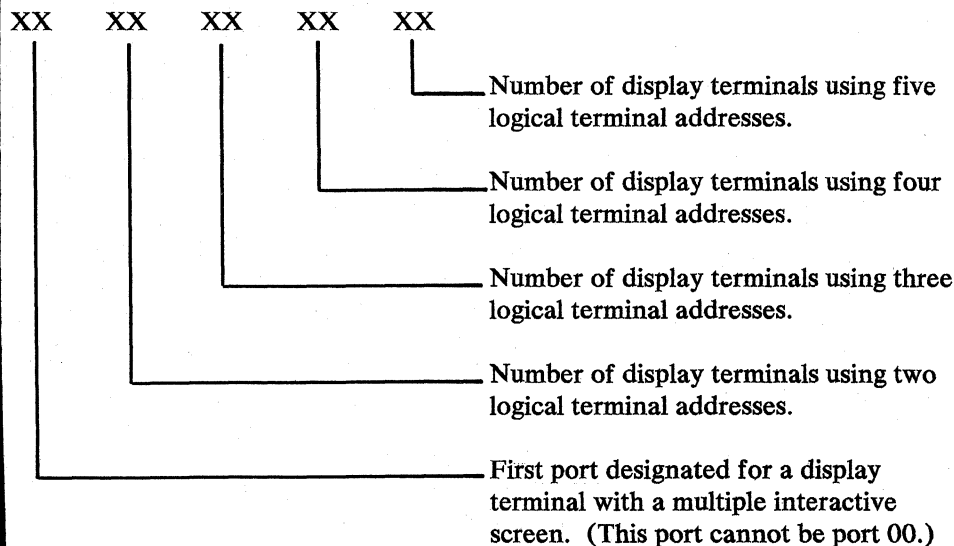 XX XX XX XX XX
Number of display terminals using five
logical terminal addresses.
Number of display terminals using four
logical terminal addresses.
Number of display terminals using three
logical terminal addresses.
Number of display terminals using two
logical terminal addresses.
First port designated for a display
terminal with a multiple interactive
screen. (This port cannot be port 00.)